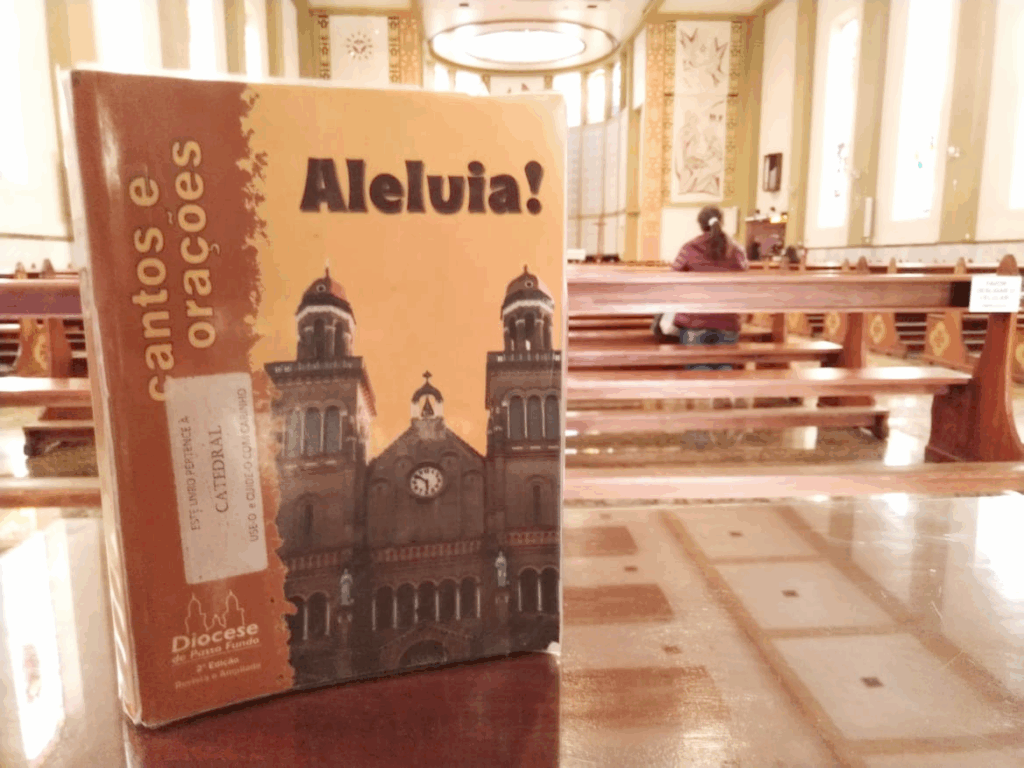 Aleluia!
cantos e
orações
ESTE LIVRO PERTENCE À
CATEDRAL
USE-O e CUIDE-O COM CARINHO
Diocese
de Passo Fundo
2ª Edição
Revista e Ampliada